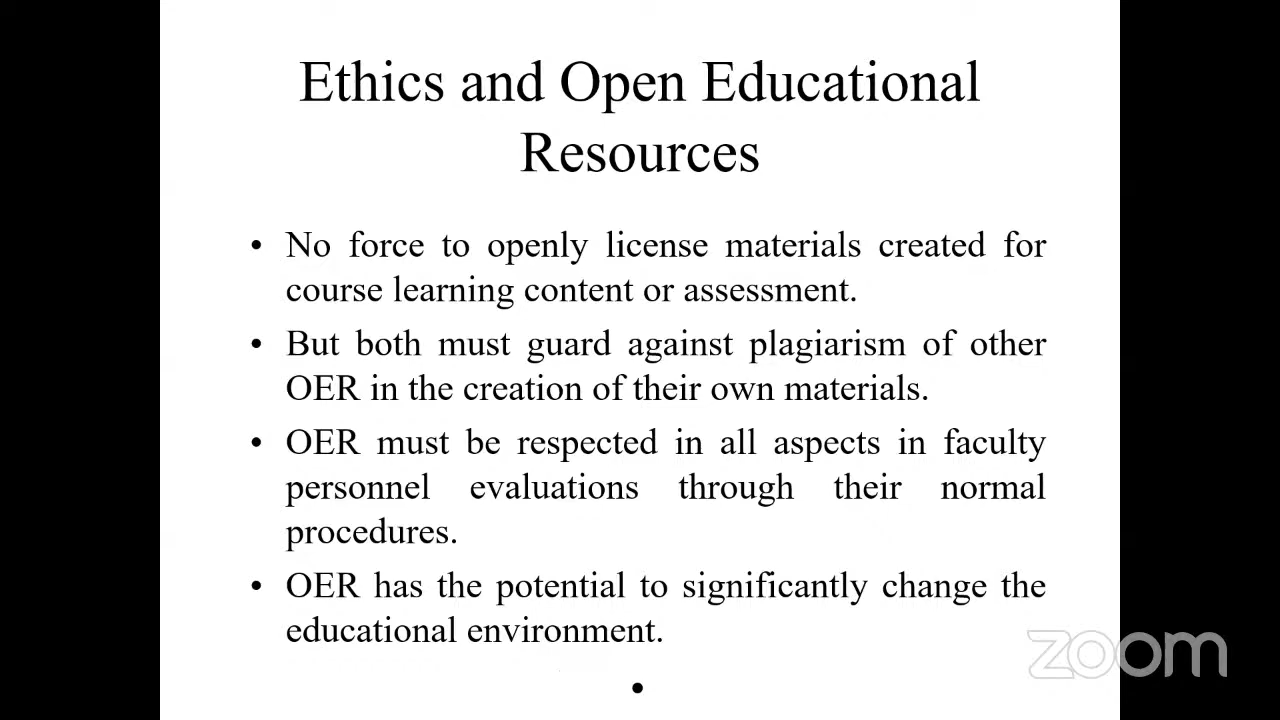 Ethics and Open Educational
Resources
• No force to openly license materials created for
course learning content or assessment.
• But both must guard against plagiarism of other
OER in the creation of their own materials.
• OER must be respected in all aspects in faculty
personnel evaluations through their normal
procedures.
• OER has the potential to significantly change the
educational environment.
zoom
•